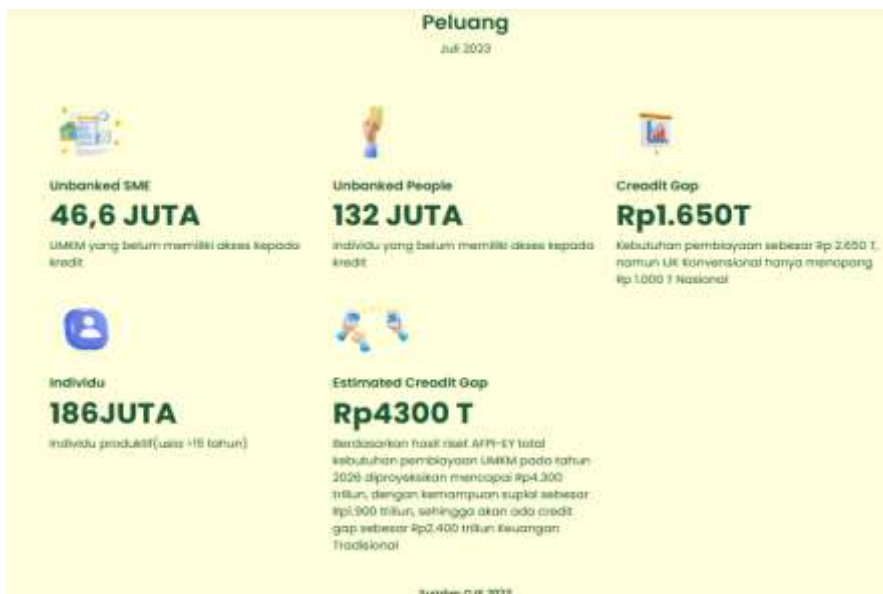 Peluang
Juli 2023
Unbanked SME
46,6 JUTA
UMKM yang belum memiliki akses kepada
kredit
Unbanked People
132 JUTA
Individu yang belum memiliki akses kepada
kredit
Creadit Gap
Rp1.650T
Kebutuhan pembiayaan sebesar Rp 2.650 T,
namun IJK Konvensional hanya menopang
Rp 1.000 T Nasional
Individu
186JUTA
Individu produktif(usia >15 tahun)
Estimated Creadit Gap
Rp4300 T
Berdasarkan hasil riset AFPI-EY total
kebutuhan pembiayaan UMKM pada tahun
2026 diproyeksikan mencapai Rp4.300
triliun, dengan kemampuan suplai sebesar
Rp1.900 triliun, sehingga akan ada credit
gap sebesar Rp2.400 triliun Keuangan
Tradisional